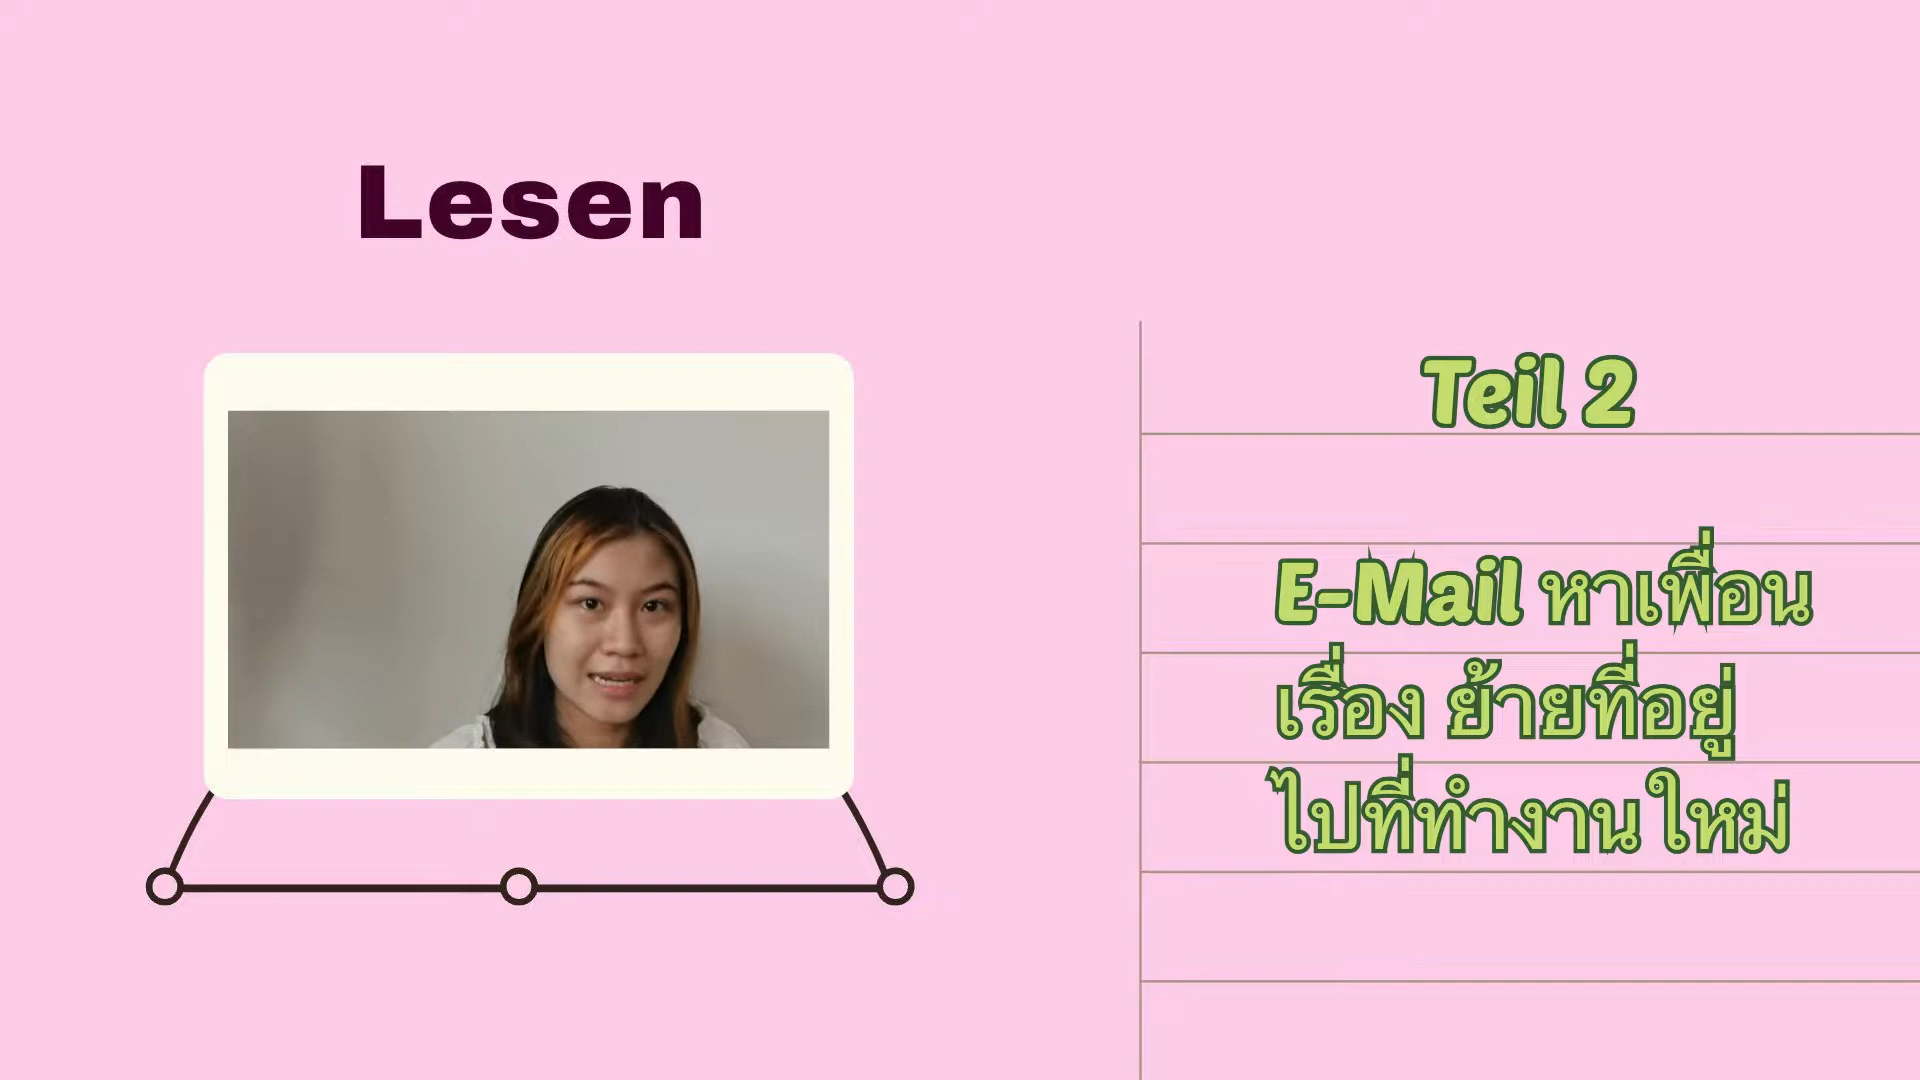 Lesen
Teil 2
E-Mail หาเพื่อน
เรื่อง ย้ายที่อยู่
ไปที่ทำงานใหม่